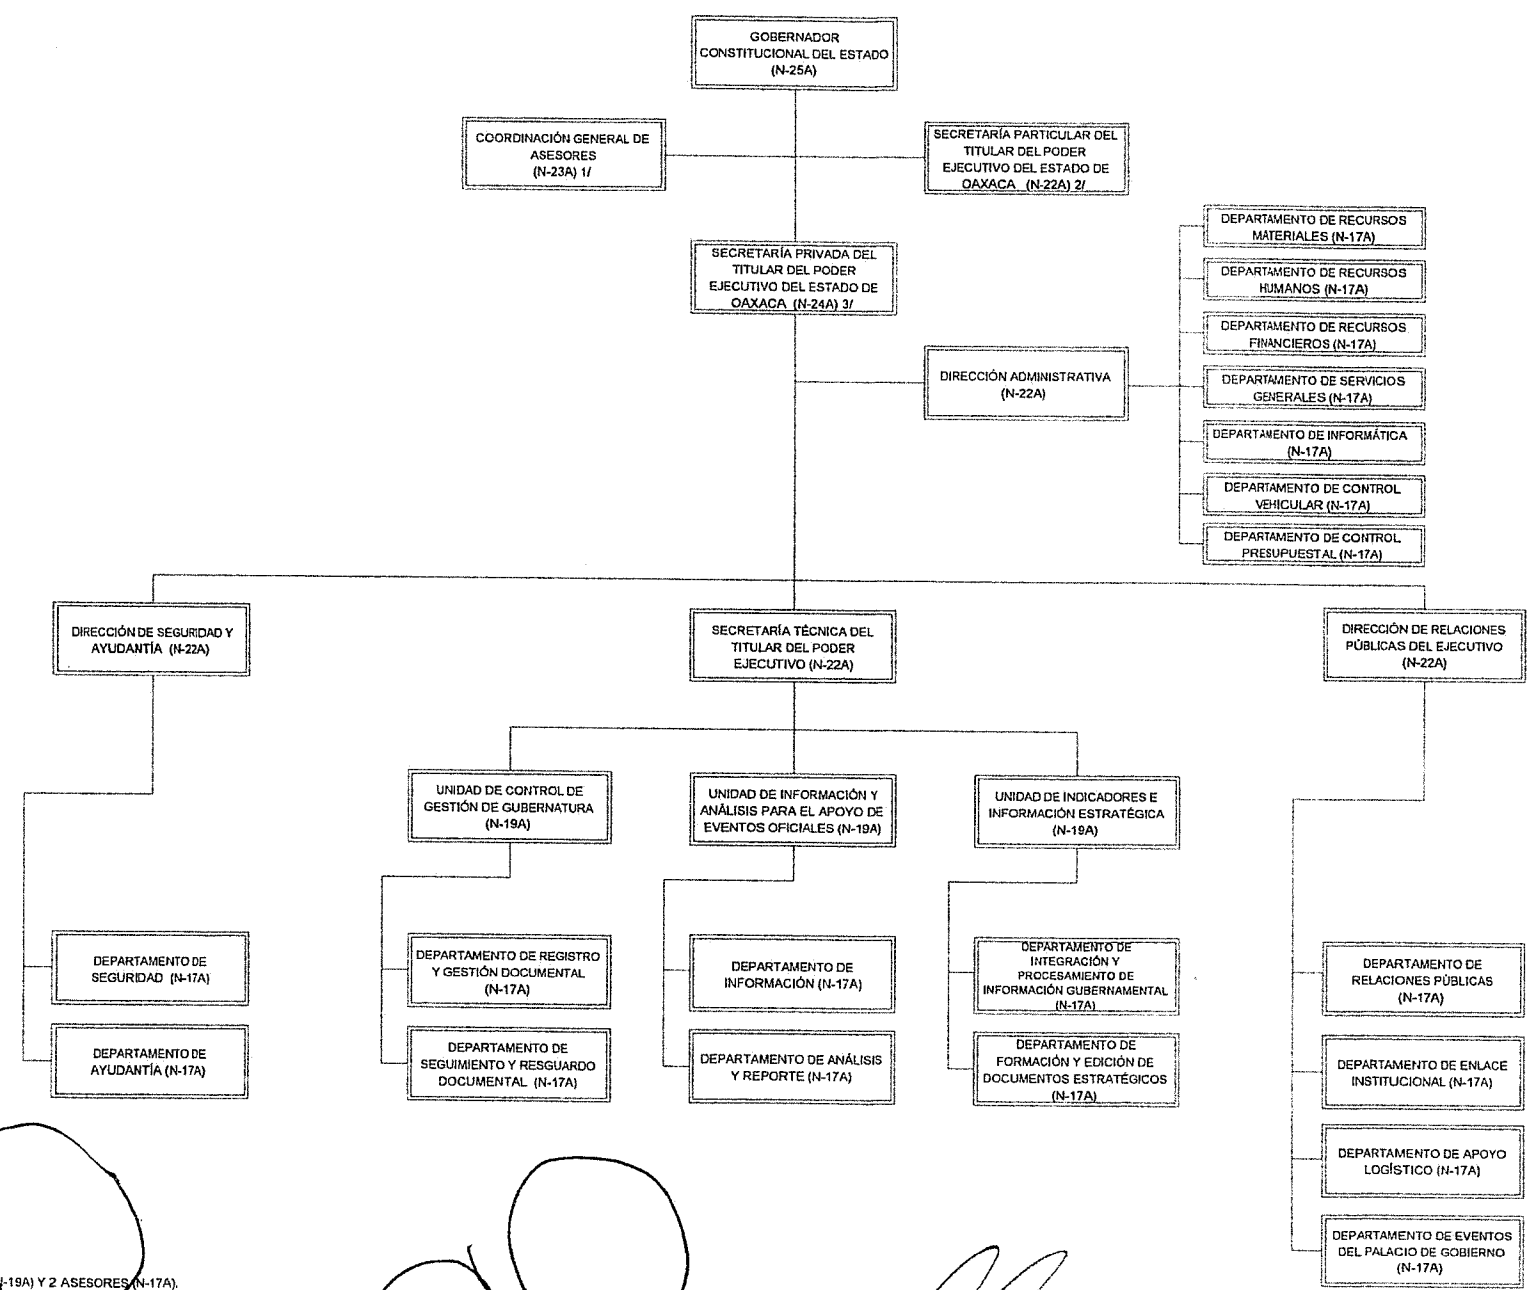 GOBERNADOR
CONSTITUCIONAL DEL ESTADO
(N-25A)
COORDINACIÓN GENERAL DE
ASESORES
(N-23A) 1/
SECRETARÍA PARTICULAR DEL
TITULAR DEL PODER
EJECUTIVO DEL ESTADO DE
OAXACA (N-22A) 2/
SECRETARÍA PRIVADA DEL
TITULAR DEL PODER
EJECUTIVO DEL ESTADO DE
OAXACA (N-24A) 3/
DIRECCIÓN ADMINISTRATIVA
(N-22A)
DEPARTAMENTO DE RECURSOS
MATERIALES (N-17A)
DEPARTAMENTO DE RECURSOS
HUMANOS (N-17A)
DEPARTAMENTO DE RECURSOS
FINANCIEROS (N-17A)
DEPARTAMENTO DE SERVICIOS
GENERALES (N-17A)
DEPARTAMENTO DE INFORMÁTICA
(N-17A)
DEPARTAMENTO DE CONTROL
VEHICULAR (N-17A)
DEPARTAMENTO DE CONTROL
PRESUPUESTAL (N-17A)
DIRECCIÓN DE SEGURIDAD Y
AYUDANTÍA (N-22A)
SECRETARÍA TÉCNICA DEL
TITULAR DEL PODER
EJECUTIVO (N-22A)
DIRECCIÓN DE RELACIONES
PÚBLICAS DEL EJECUTIVO
(N-22A)
UNIDAD DE CONTROL DE
GESTIÓN DE GUBERNATURA
(N-19A)
UNIDAD DE INFORMACIÓN Y
ANÁLISIS PARA EL APOYO DE
EVENTOS OFICIALES (N-19A)
UNIDAD DE INDICADORES E
INFORMACIÓN ESTRATÉGICA
(N-19A)
DEPARTAMENTO DE
SEGURIDAD (N-17A)
DEPARTAMENTO DE
AYUDANTÍA (N-17A)
DEPARTAMENTO DE REGISTRO
Y GESTIÓN DOCUMENTAL
(N-17A)
DEPARTAMENTO DE
SEGUIMIENTO Y RESGUARDO
DOCUMENTAL (N-17A)
DEPARTAMENTO DE
INFORMACIÓN (N-17A)
DEPARTAMENTO DE ANÁLISIS
Y REPORTE (N-17A)
DEPARTAMENTO DE
INTEGRACIÓN Y
PROCESAMIENTO DE
INFORMACIÓN GUBERNAMENTAL
(N-17A)
DEPARTAMENTO DE
FORMACIÓN Y EDICIÓN DE
DOCUMENTOS ESTRATÉGICOS
(N-17A)
DEPARTAMENTO DE
RELACIONES PÚBLICAS
(N-17A)
DEPARTAMENTO DE ENLACE
INSTITUCIONAL (N-17A)
DEPARTAMENTO DE APOYO
LOGÍSTICO (N-17A)
DEPARTAMENTO DE EVENTOS
DEL PALACIO DE GOBIERNO
(N-17A)
-19A) Y 2 ASESORES (N-17A).